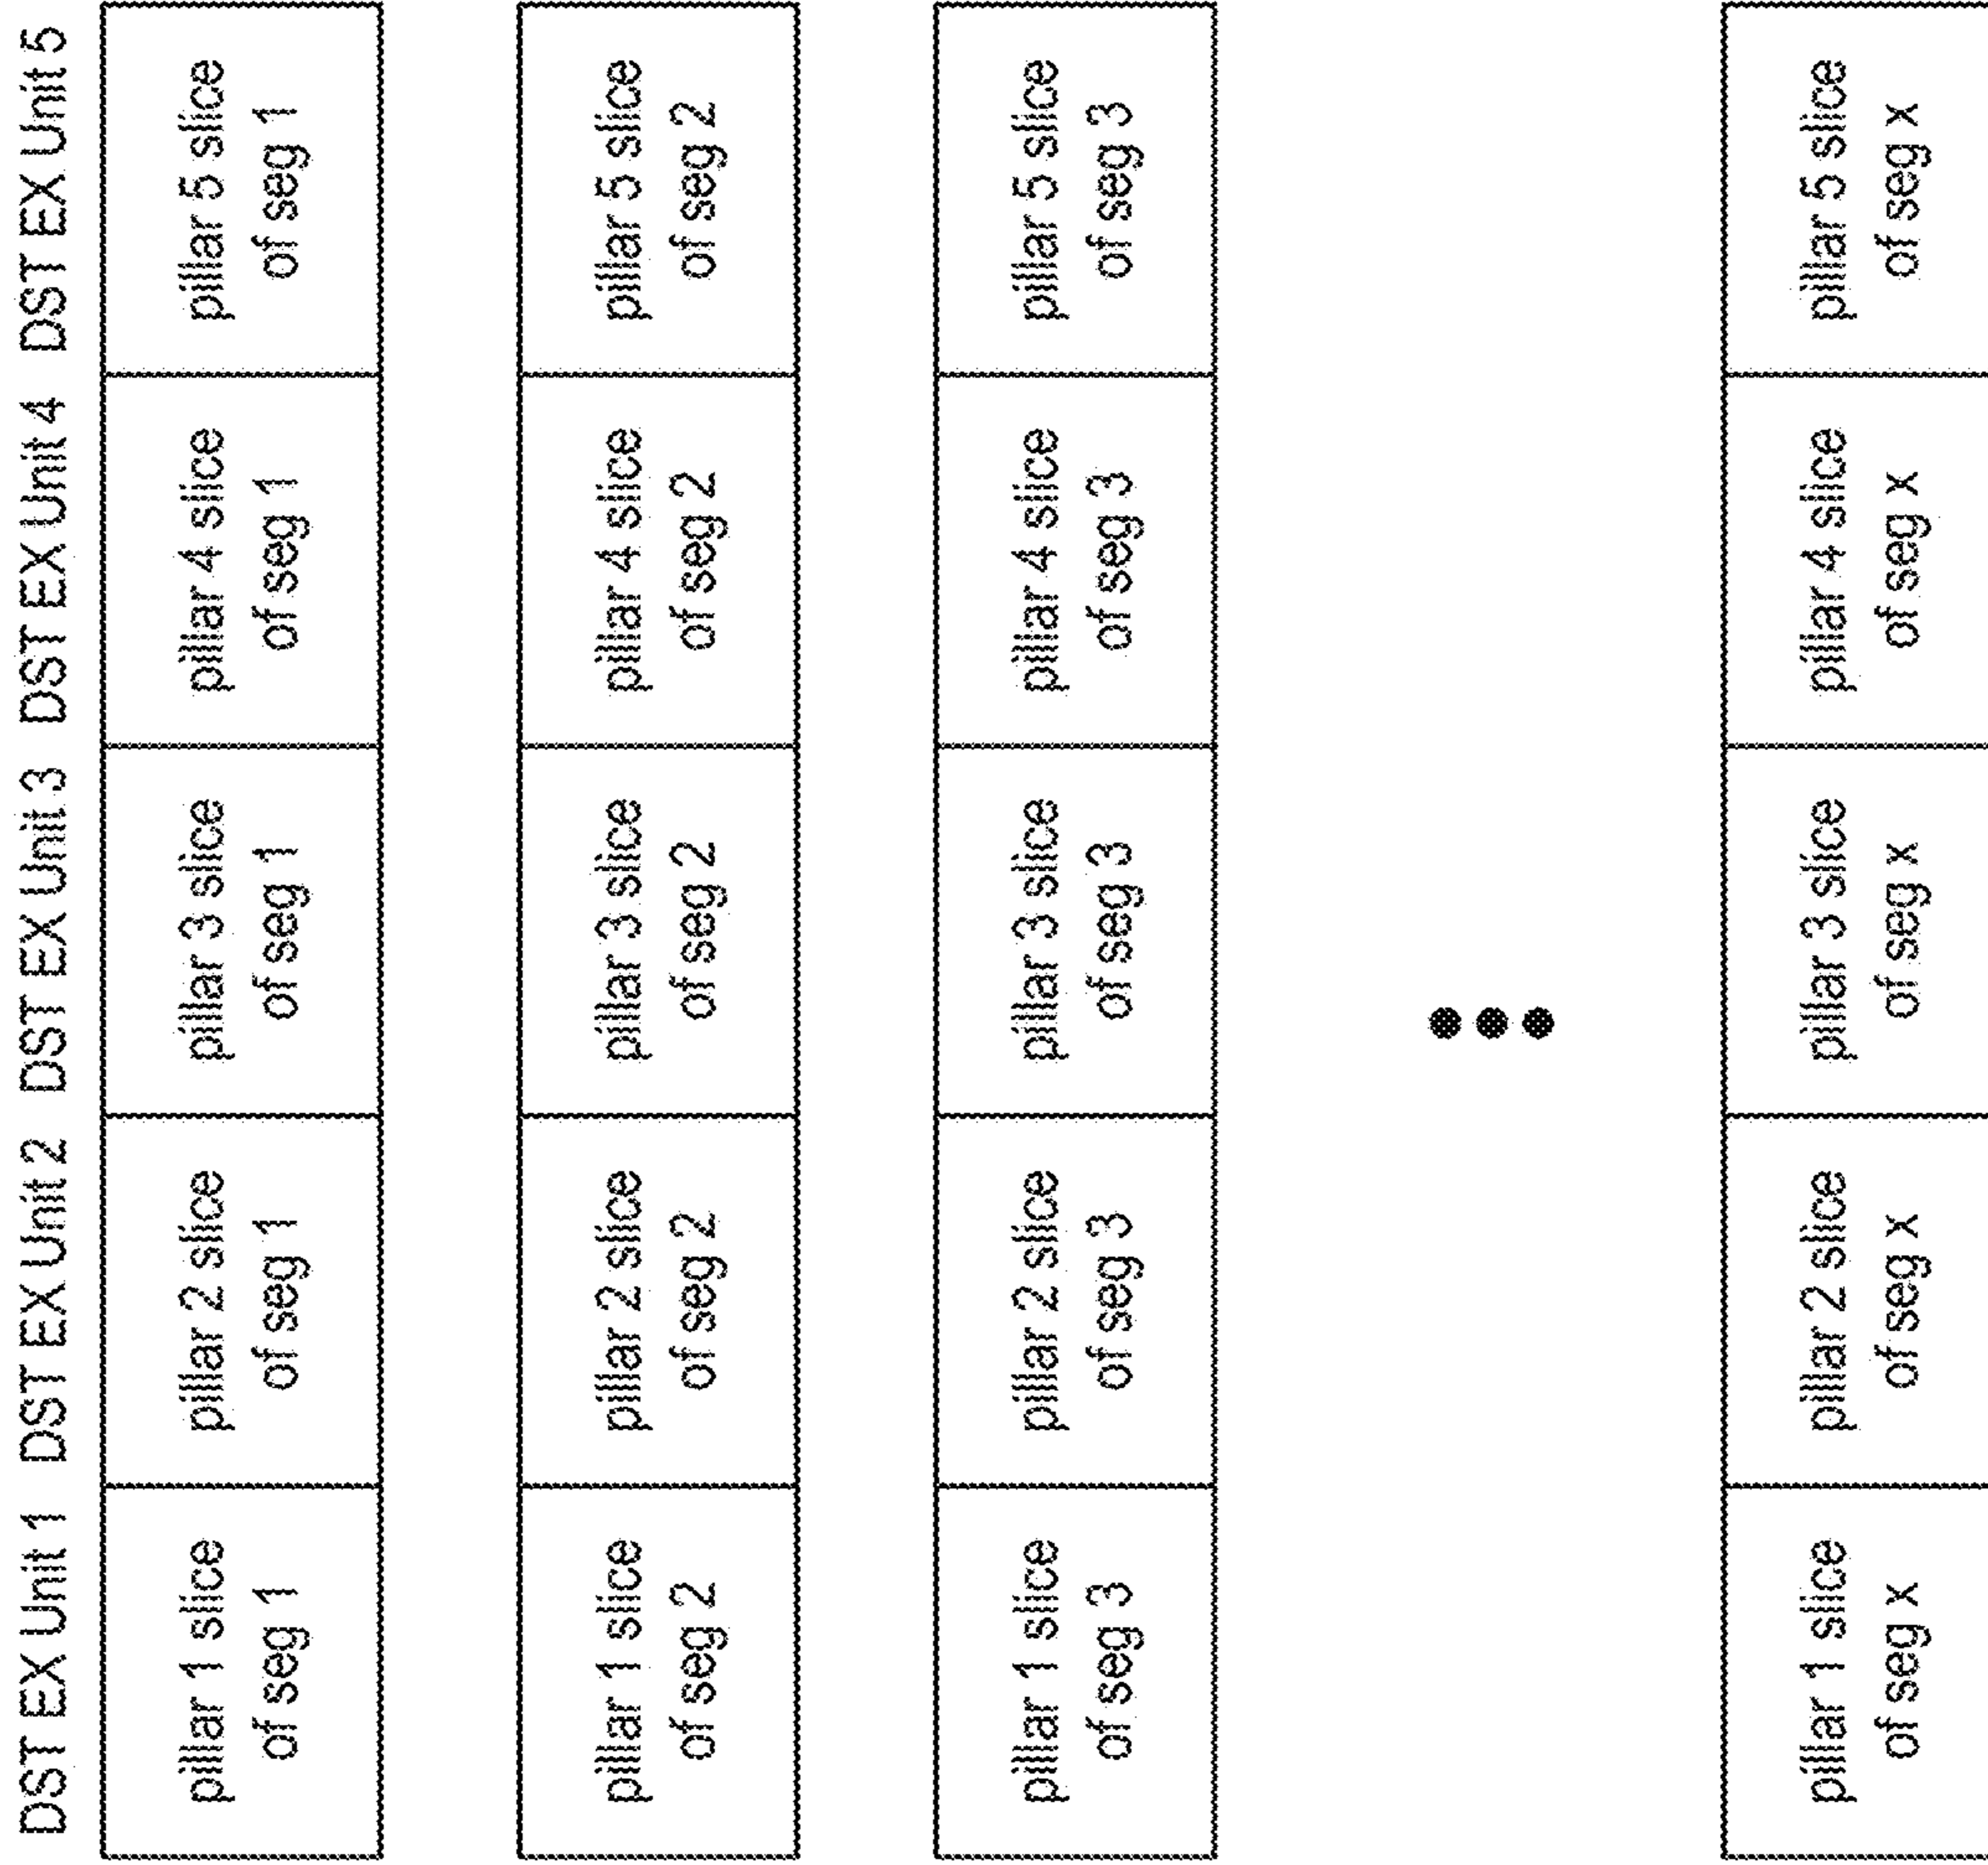 DST EX Unit 1 DST EX Unit 2 DST EX Unit 3 DST EX Unit 4 DST EX Unit 5
pillar 1 slice
of seg 1
pillar 2 slice
of seg 1
pillar 3 slice
of seg 1
pillar 4 slice
of seg 1
pillar 5 slice
of seg 1
pillar 1 slice
of seg 2
pillar 2 slice
of seg 2
pillar 3 slice
of seg 2
pillar 4 slice
of seg 2
pillar 5 slice
of seg 2
pillar 1 slice
of seg 3
pillar 2 slice
of seg 3
pillar 3 slice
of seg 3
pillar 4 slice
of seg 3
pillar 5 slice
of seg 3
pillar 1 slice
of seg x
pillar 2 slice
of seg x
pillar 3 slice
of seg x
pillar 4 slice
of seg x
pillar 5 slice
of seg x